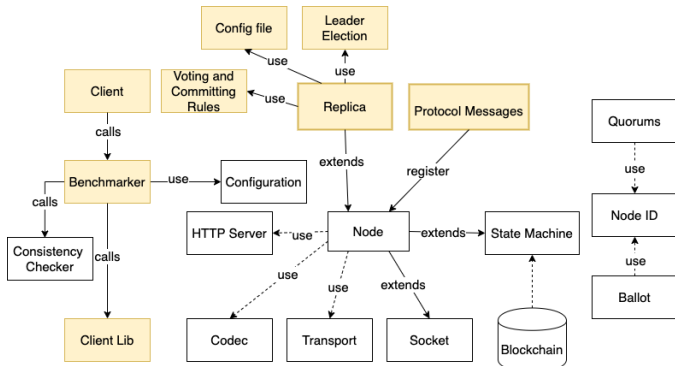 Config file
Leader
Election
use
use
Client
Voting and
Committing
Rules
use
Replica
Protocol Messages
Quorums
calls
extends
register
use
Benchmarker
use
Configuration
calls
Node ID
HTTP Server
use
Node
extends
State Machine
Consistency
Checker
calls
use
use
use
extends
Ballot
Client Lib
Codec
Transport
Socket
Blockchain